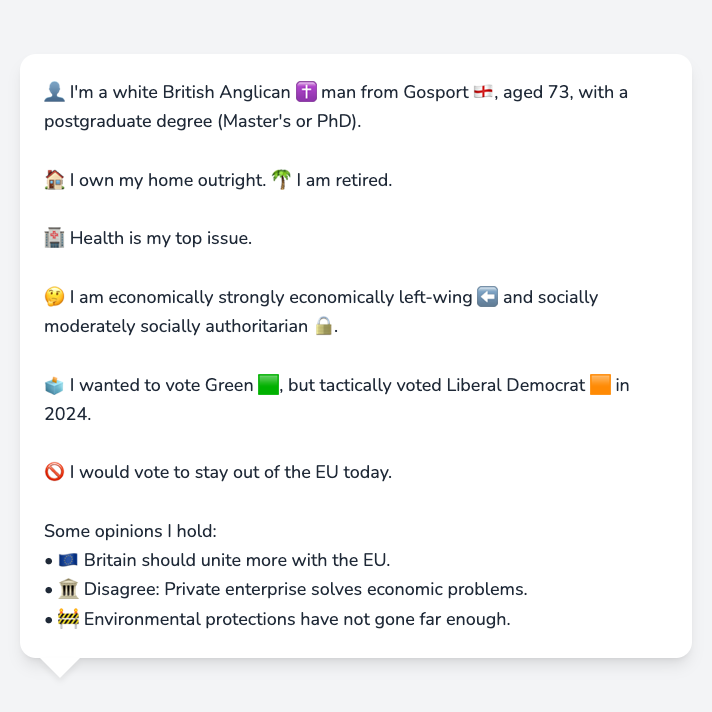 👤 I'm a white British Anglican ✝️ man from Gosport 🏴󠁧󠁢󠁥󠁮󠁧󠁿, aged 73, with a
postgraduate degree (Master's or PhD).
🏠 I own my home outright. 🌴 I am retired.
🏥 Health is my top issue.
🤔 I am economically strongly economically left-wing ⬅️ and socially
moderately socially authoritarian 🔒.
🗳️ I wanted to vote Green 🟩, but tactically voted Liberal Democrat 🟧 in
2024.
🚫 I would vote to stay out of the EU today.
Some opinions I hold:
• 🇪🇺 Britain should unite more with the EU.
• 🏛️ Disagree: Private enterprise solves economic problems.
• 🚧 Environmental protections have not gone far enough.